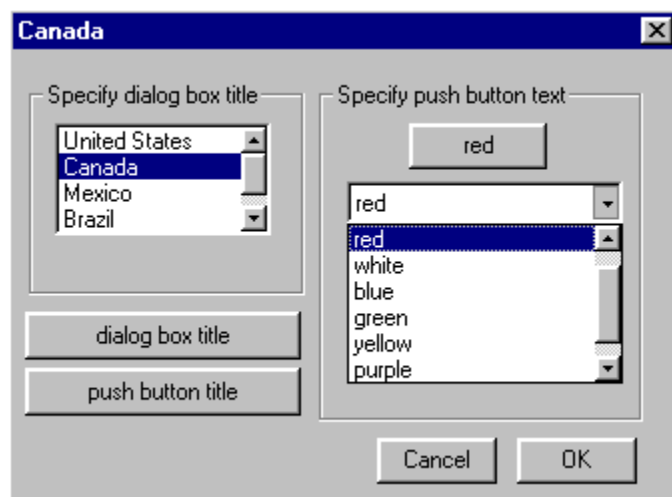 Canada
Specify dialog box title
United States
Canada
Mexico
Brazil
dialog box title
push button title
Specify push button text
red
red
red
white
blue
green
yellow
purple
Cancel
OK